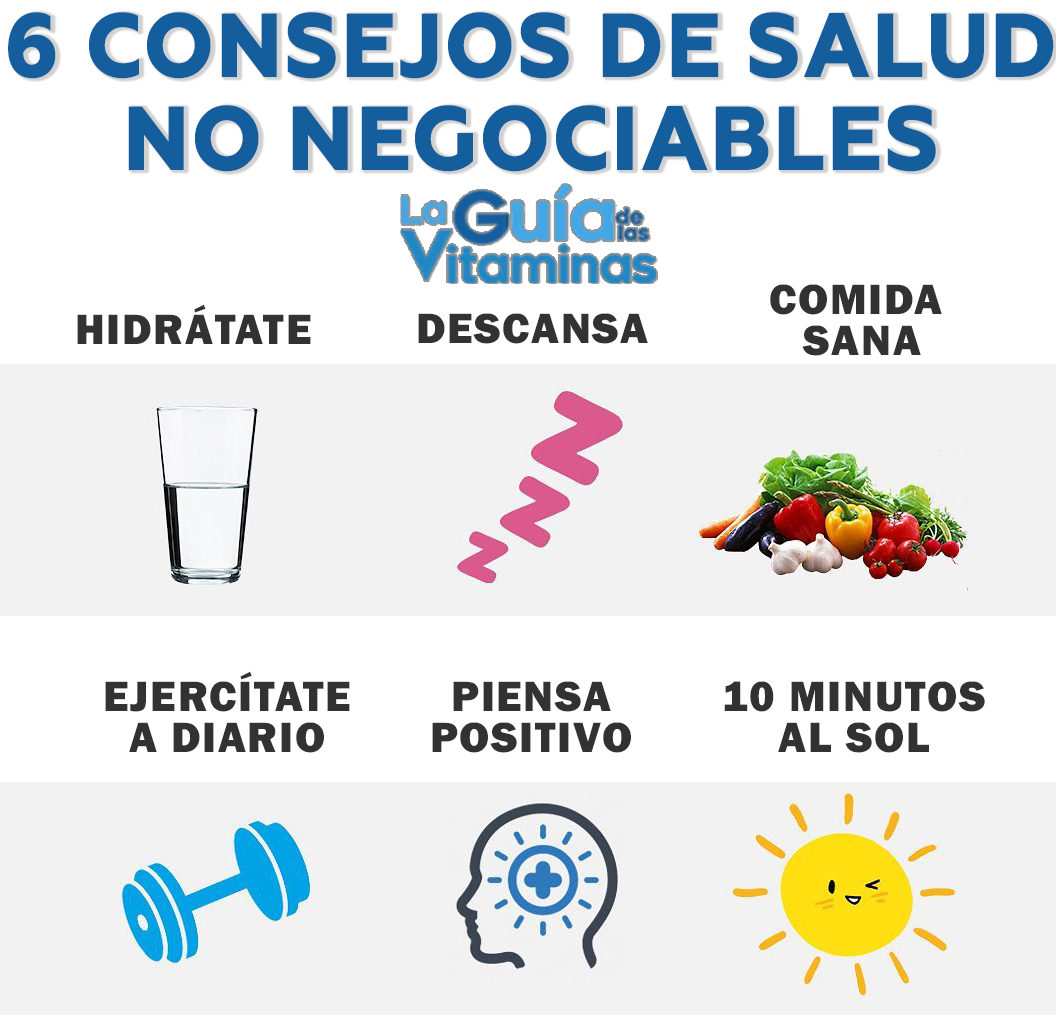 6 CONSEJOS DE SALUD
NO NEGOCIABLES
La Guía de las
Vitaminas
HIDRÁTATE
DESCANSA
COMIDA
SANA
EJERCÍTATE
A DIARIO
PIENSA
POSITIVO
10 MINUTOS
AL SOL